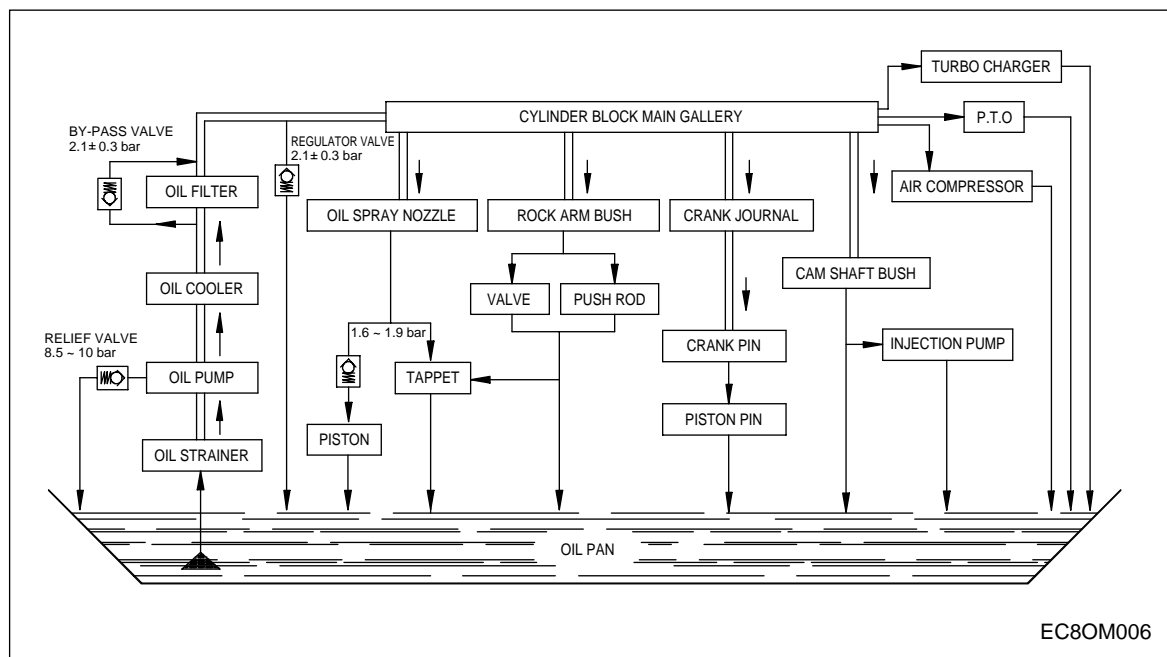 TURBO CHARGER
CYLINDER BLOCK MAIN GALLERY
P.T.O
BY-PASS VALVE
2.1± 0.3 bar
REGULATOR VALVE
2.1± 0.3 bar
OIL FILTER
AIR COMPRESSOR
OIL SPRAY NOZZLE
ROCK ARM BUSH
CRANK JOURNAL
CAM SHAFT BUSH
OIL COOLER
VALVE
PUSH ROD
1.6 ~ 1.9 bar
RELIEF VALVE
8.5 ~ 10 bar
CRANK PIN
INJECTION PUMP
OIL PUMP
TAPPET
PISTON PIN
PISTON
OIL STRAINER
OIL PAN
EC8OM006